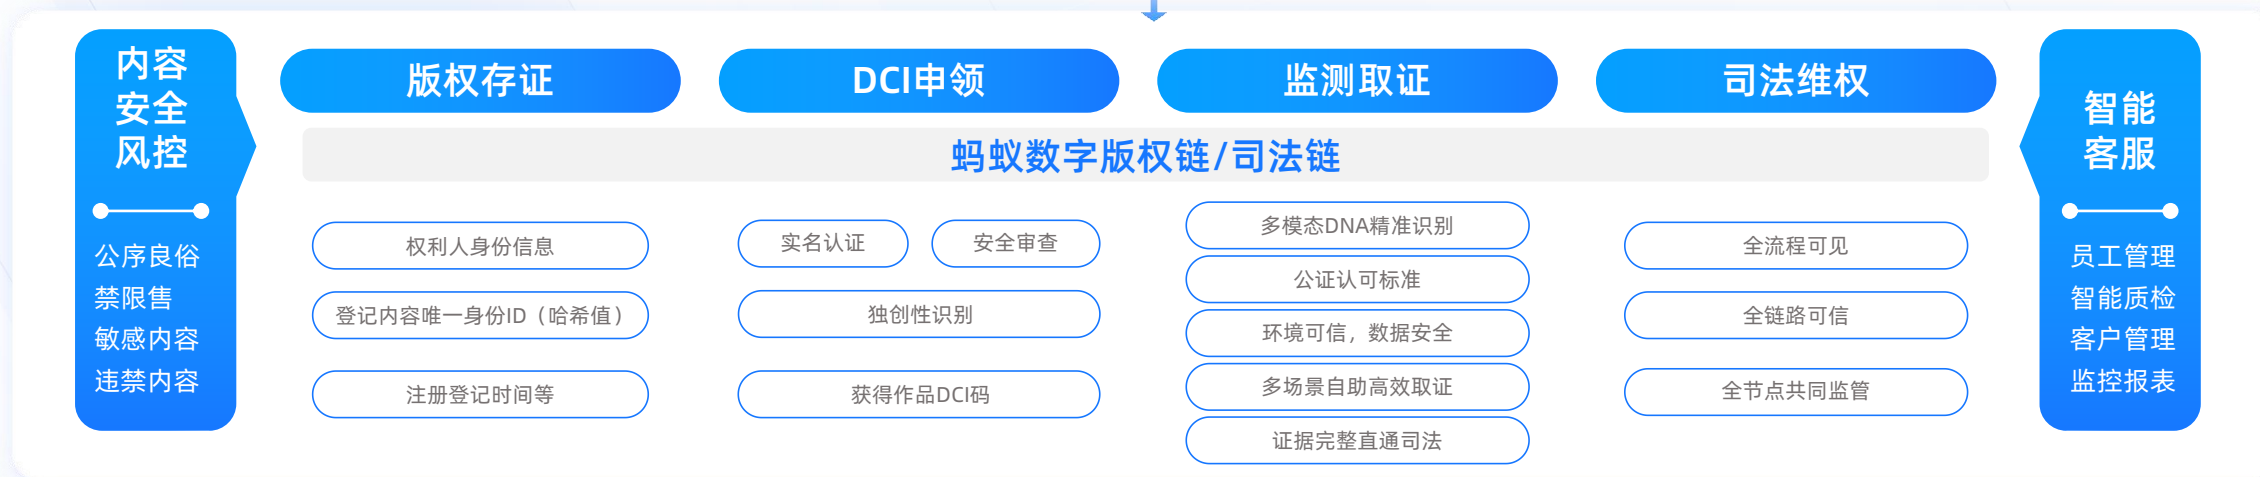 内容
安全
风控
公序良俗
禁限售
敏感内容
违禁内容
版权存证
DCI申领
监测取证
司法维权
蚂蚁数字版权链/司法链
权利人身份信息
登记内容唯一身份ID（哈希值）
注册登记时间等
实名认证
安全审查
独创性识别
获得作品DCI码
多模态DNA精准识别
公证认可标准
环境可信，数据安全
多场景自助高效取证
证据完整直通司法
全流程可见
全链路可信
全节点共同监管
智能
客服
员工管理
智能质检
客户管理
监控报表